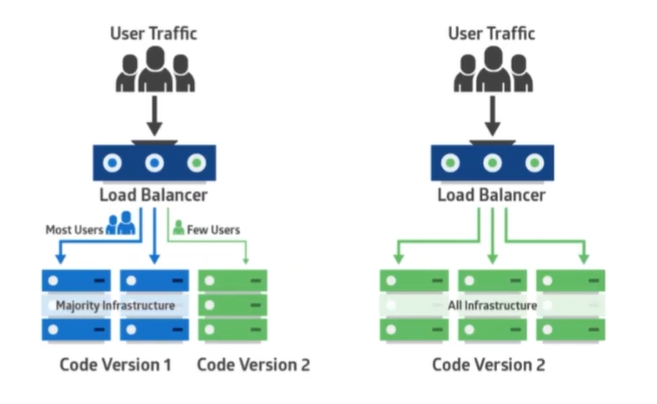 User Traffic
Load Balancer
Most Users
Few Users
Majority Infrastructure
Code Version 1
Code Version 2
User Traffic
Load Balancer
All Infrastructure
Code Version 2